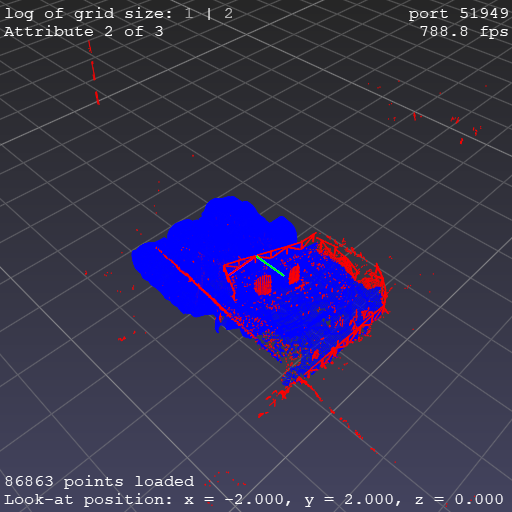 log of grid size: 1 | 2
port 51949
Attribute 2 of 3
788.8 fps
86863 points loaded
Look-at position: x = -2.000, y = 2.000, z = 0.000